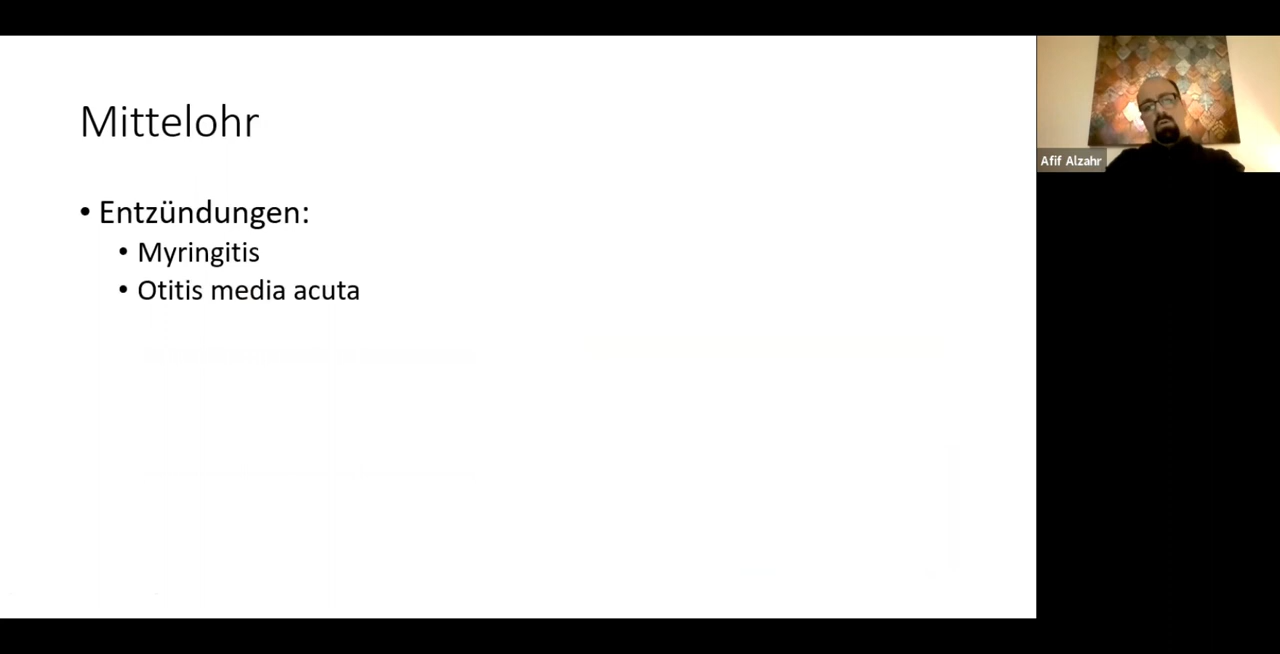 Mittelohr
• Entzündungen:
• Myringitis
• Otitis media acuta
Afif Alzahr